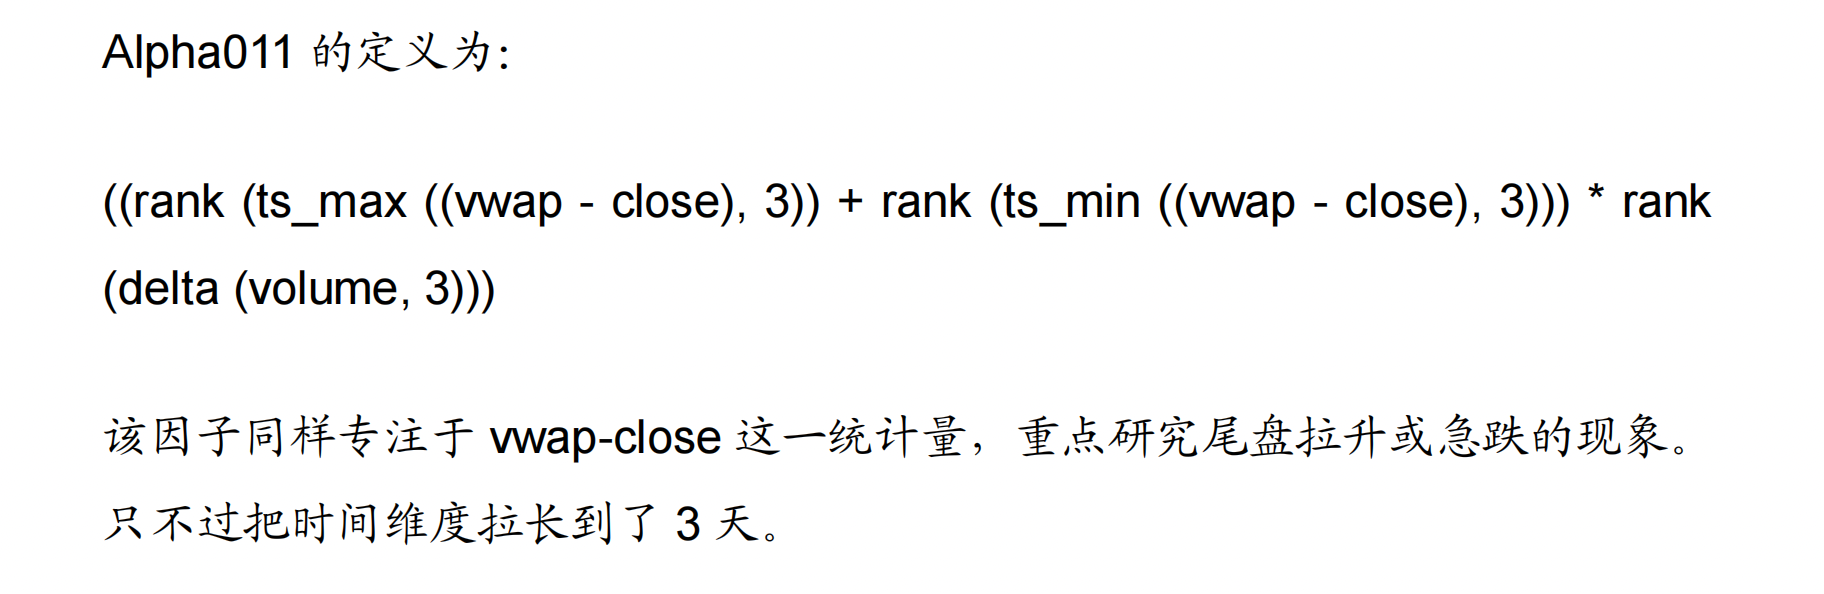 Alpha011 的定义为：
((rank (ts_max ((vwap - close), 3)) + rank (ts_min ((vwap - close), 3))) * rank
(delta (volume, 3)))
该因子同样专注于 vwap-close 这一统计量，重点研究尾盘拉升或急跌的现象。
只不过把时间维度拉长到了 3 天。